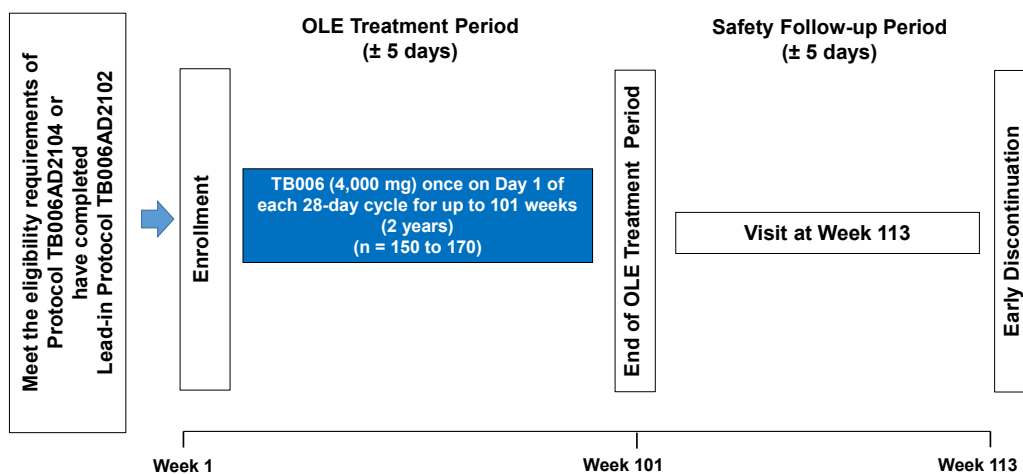 Meet the eligibility requirements of
Protocol TB006AD2104 or
have completed
Lead-in Protocol TB006AD2102
Enrollment
OLE Treatment Period
(± 5 days)
TB006 (4,000 mg) once on Day 1 of
each 28-day cycle for up to 101 weeks
(2 years)
(n = 150 to 170)
End of OLE Treatment Period
Safety Follow-up Period
(± 5 days)
Visit at Week 113
Early Discontinuation
Week 1
Week 101
Week 113